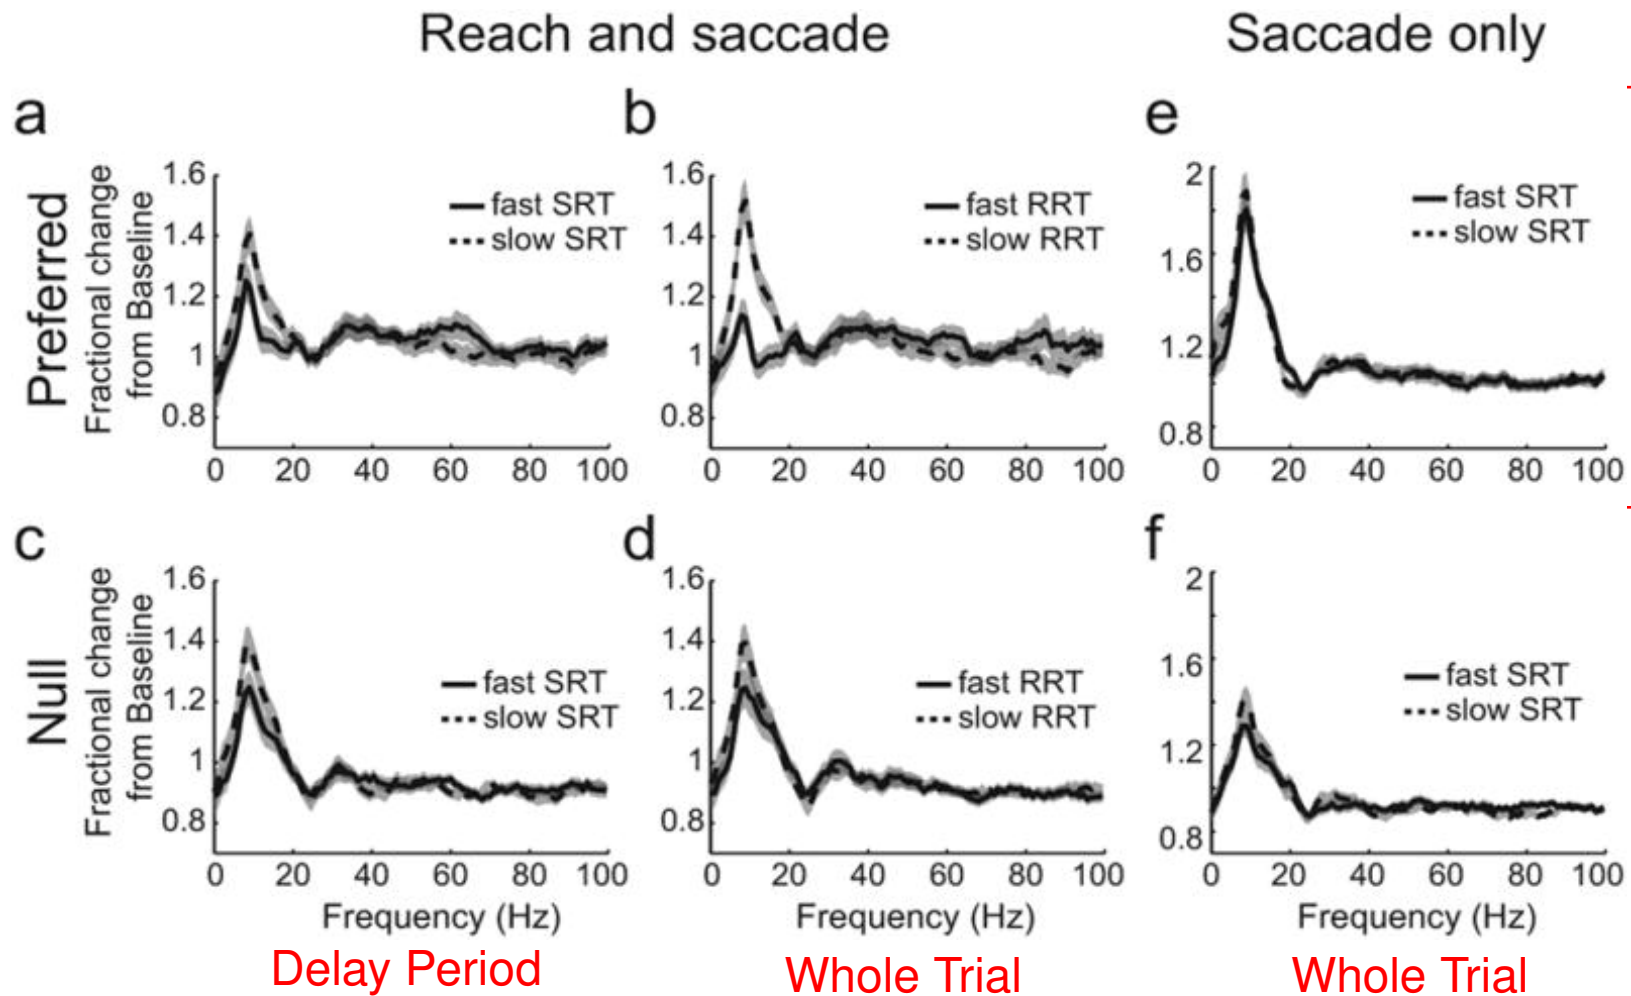 Reach and saccade
Saccade only
a
b
e
Preferred
Fractional change
from Baseline
1.6
1.4
1.2
1
0.8
0 20 40 60 80 100
fast SRT
slow SRT
1.6
1.4
1.2
1
0.8
0 20 40 60 80 100
fast RRT
slow RRT
2
1.6
1.2
0.8
0 20 40 60 80 100
fast SRT
slow SRT
c
d
f
Null
Fractional change
from Baseline
1.6
1.4
1.2
1
0.8
0 20 40 60 80 100
fast SRT
slow SRT
Frequency (Hz)
1.6
1.4
1.2
1
0.8
0 20 40 60 80 100
fast RRT
slow RRT
Frequency (Hz)
2
1.6
1.2
0.8
0 20 40 60 80 100
fast SRT
slow SRT
Frequency (Hz)
Delay Period
Whole Trial
Whole Trial